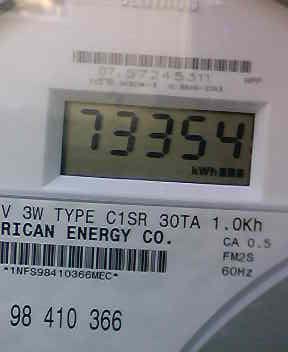 73354
kWh
V 3W TYPE C1SR 30TA 1.0Kh
RICAN ENERGY CO.
CA 0.5
FM2S
60Hz
*1NFS98410366MEC*
98 410 366